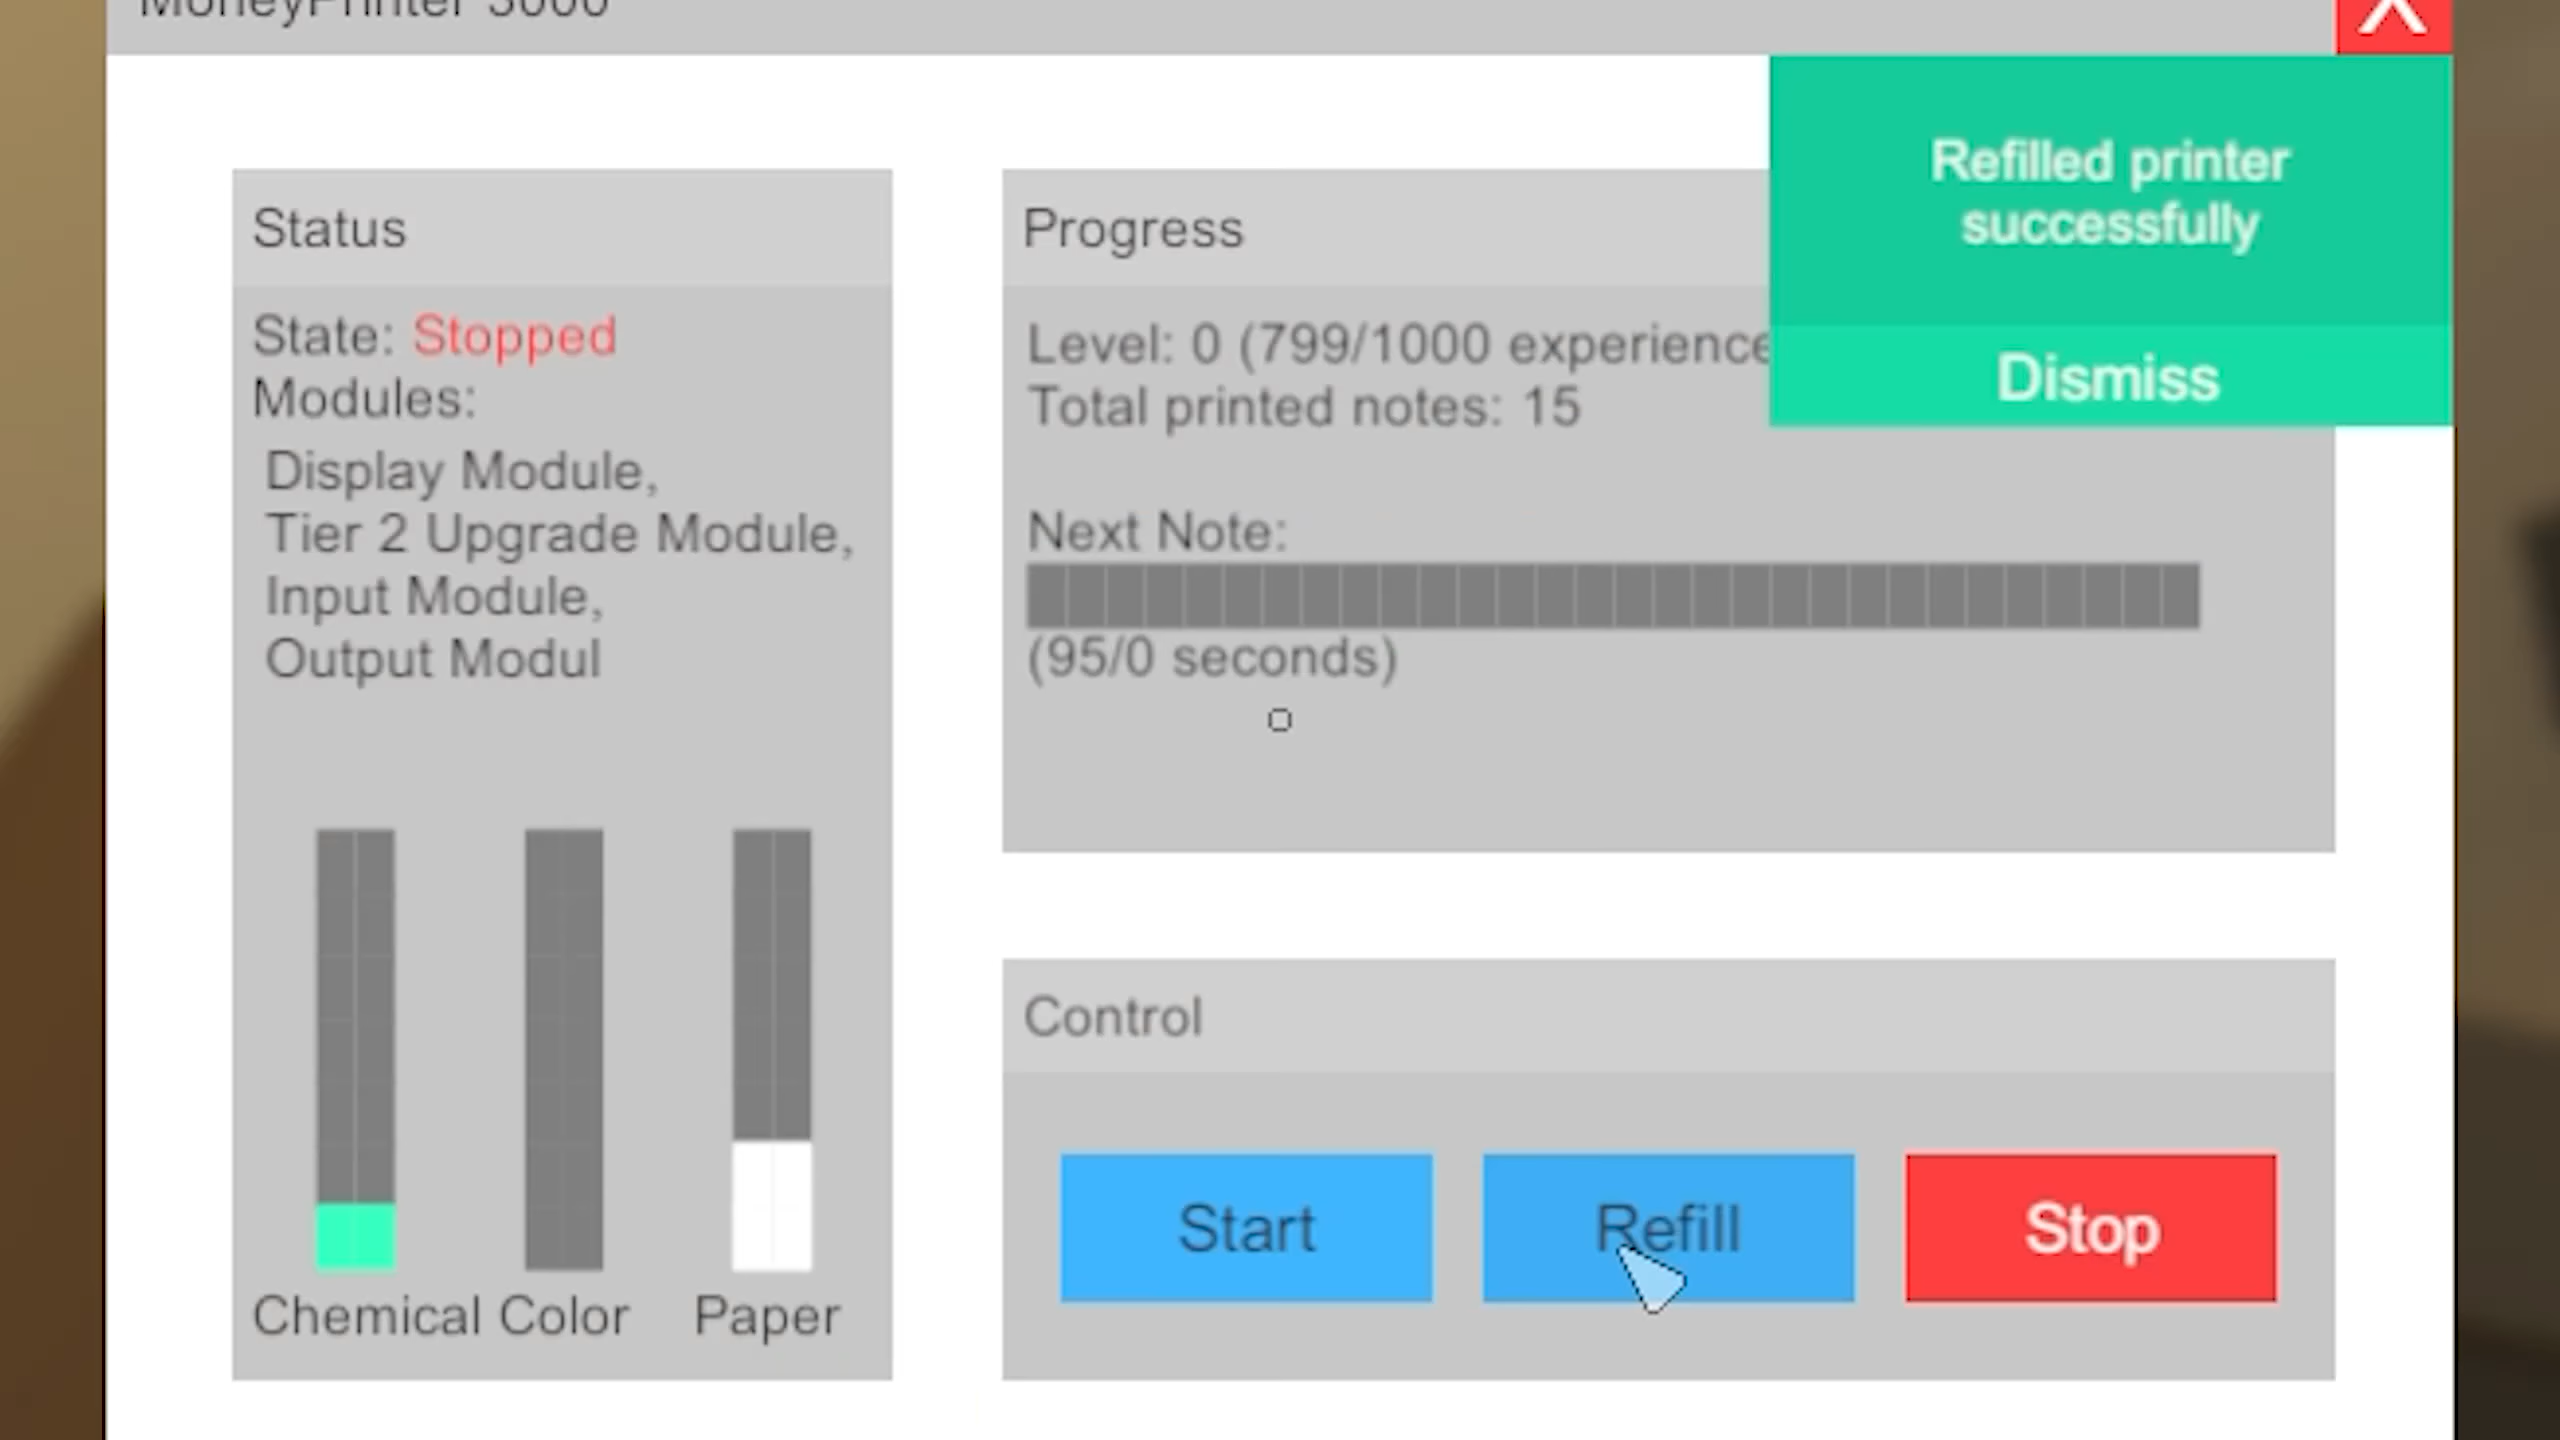 MoneyPrinter 3000
X
Refilled printer
successfully
Dismiss
Status
State: Stopped
Modules:
Display Module,
Tier 2 Upgrade Module,
Input Module,
Output Modul
Chemical Color Paper
Progress
Level: 0 (799/1000 experience
Total printed notes: 15
Next Note:
(95/0 seconds)
Control
Start Refill Stop